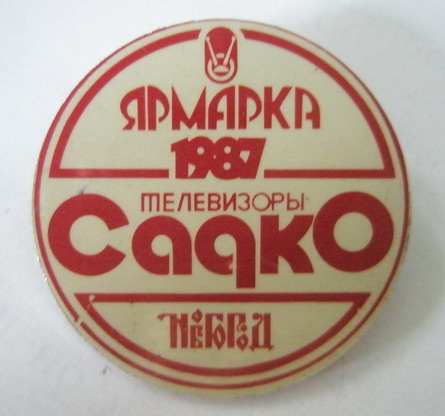 ЯРМАРКА
1987
ТЕЛЕВИЗОРЫ
Садко
НОВГОРОД